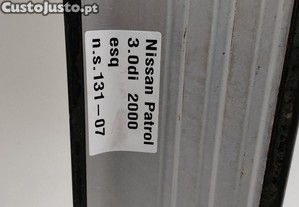 CustoJusto.pt
Nissan Patrol
3.0di 2000
esq
n.s.131-07